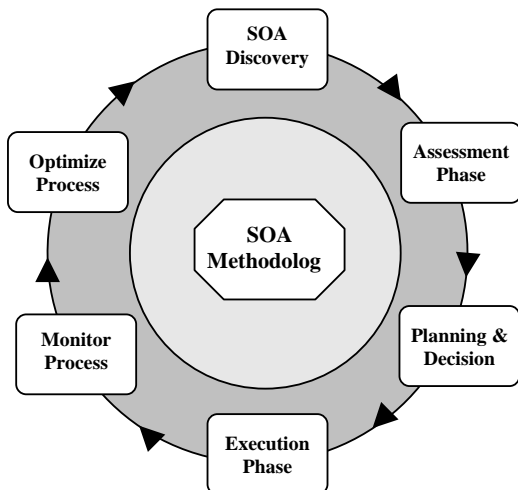 SOA
Discovery
Assessment
Phase
Planning &
Decision
Execution
Phase
Monitor
Process
Optimize
Process
SOA
Methodolog